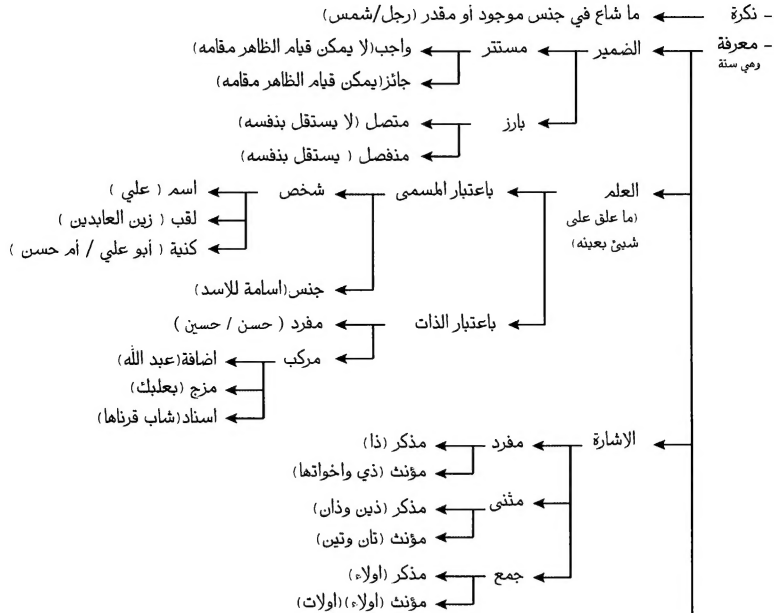 - نكرة ما شاع في جنس موجود أو مقدر (رجل/شمس)
- معرفة الضمير مستتر واجب(لا يمكن قيام الظاهر مقامه)
وهي ستة
جائز(يمكن قيام الظاهر مقامه)
بارز متصل (لا يستقل بنفسه)
منفصل ( يستقل بنفسه)
العلم باعتبار المسمى شخص اسم ( علي )
(ما علق على لقب ( زين العابدين )
شيئ بعينه) كنية ( أبو علي / أم حسن )
جنس(اسامة للاسد)
باعتبار الذات مفرد ( حسن / حسين )
مركب اضافة(عبد الله)
مزج (بعلبك)
اسناد(شاب قرناها)
الاشارة مفرد مذكر (ذا)
مؤنث (ذي واخواتها)
مثنى مذكر (ذين وذان)
مؤنث (تان وتين)
جمع مذكر (اولاء)
مؤنث (اولاء)(اولات)